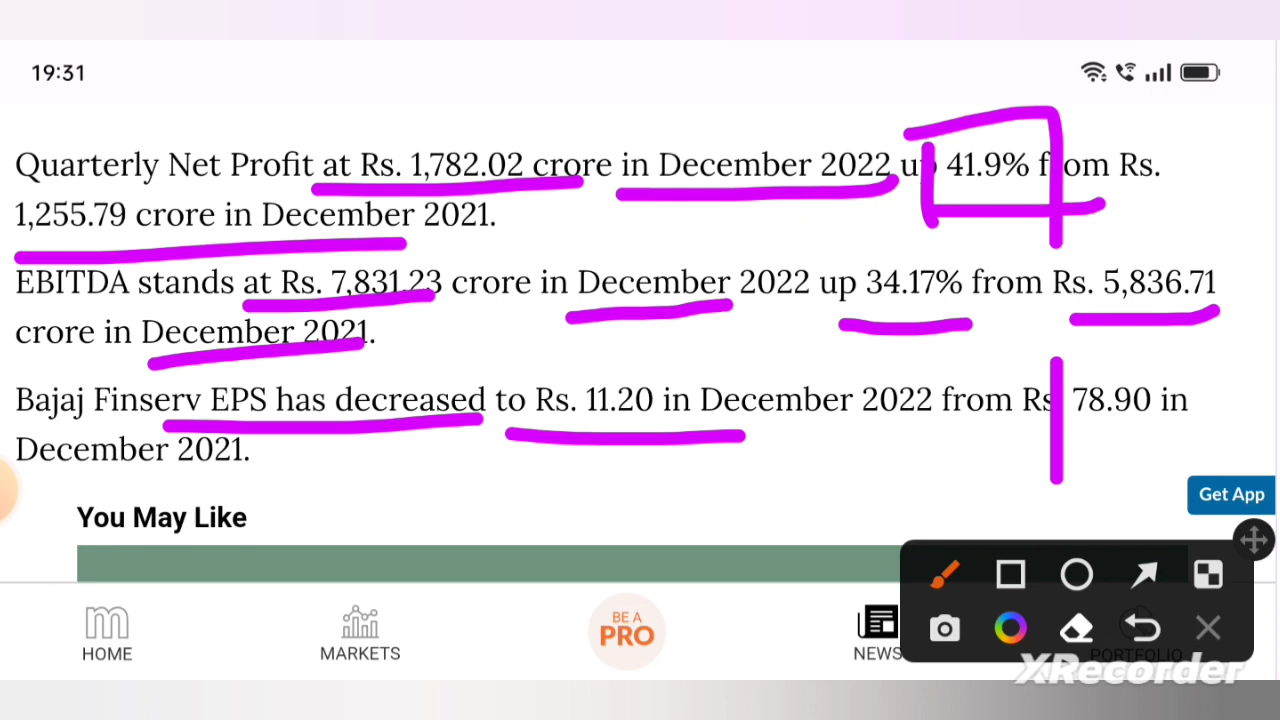 19:31
Quarterly Net Profit at Rs. 1,782.02 crore in December 2022 up 41.9% from Rs.
1,255.79 crore in December 2021.
EBITDA stands at Rs. 7,831.23 crore in December 2022 up 34.17% from Rs. 5,836.71
crore in December 2021.
Bajaj Finserv EPS has decreased to Rs. 11.20 in December 2022 from Rs. 78.90 in
December 2021.
Get App
You May Like
BE A
PRO
HOME
MARKETS
NEWS
PORTFOLIO
XRecorder